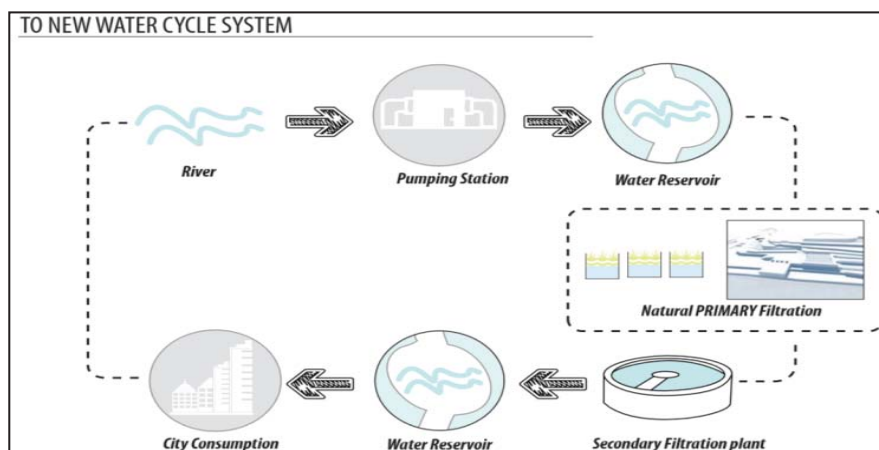 TO NEW WATER CYCLE SYSTEM
River
Pumping Station
Water Reservoir
Natural PRIMARY Filtration
City Consumption
Water Reservoir
Secondary Filtration plant